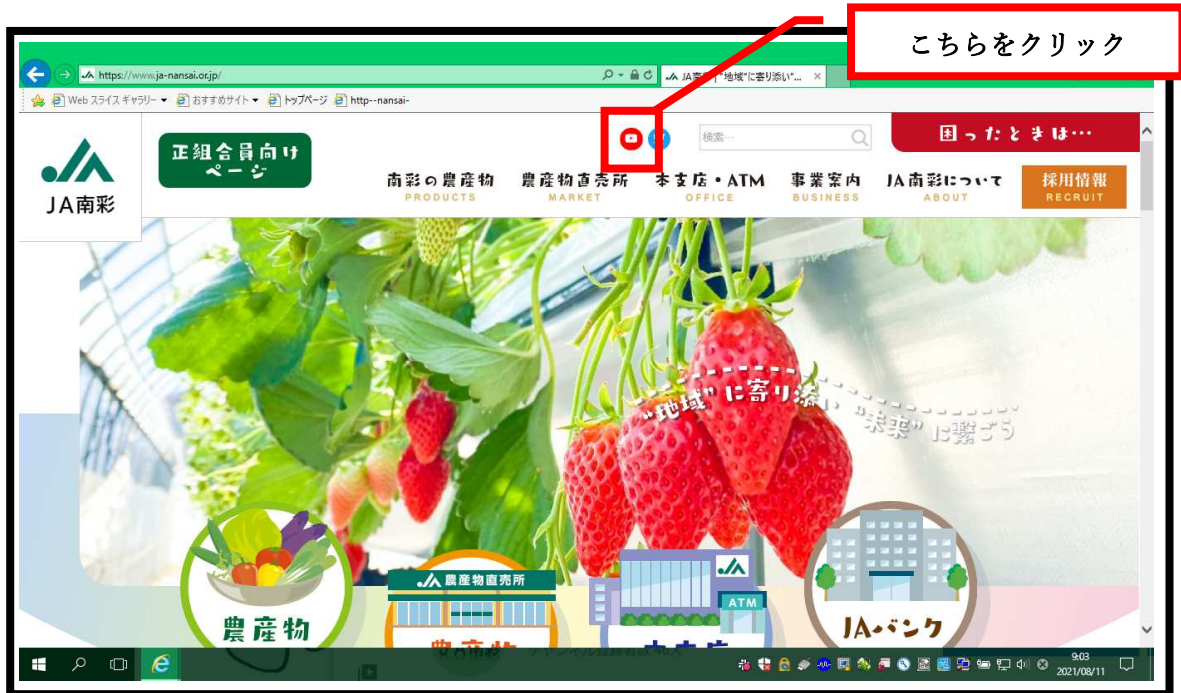 こちらをクリック
https://www.ja-nansai.or.jp/
JA南彩 | "地域"に寄り添い"...
Web スライス ギャラリー
おすすめサイト
トップページ
http--nansai-
JA南彩
正組合員向け
ページ
検索…
困ったときは…
南彩の農産物
PRODUCTS
農産物直売所
MARKET
本支店・ATM
OFFICE
事業案内
BUSINESS
JA南彩について
ABOUT
採用情報
RECRUIT
"地域"に寄り添い
"未来"に繋ごう
農産物
農産物直売所
ATM
JAバンク
9:03
2021/08/11